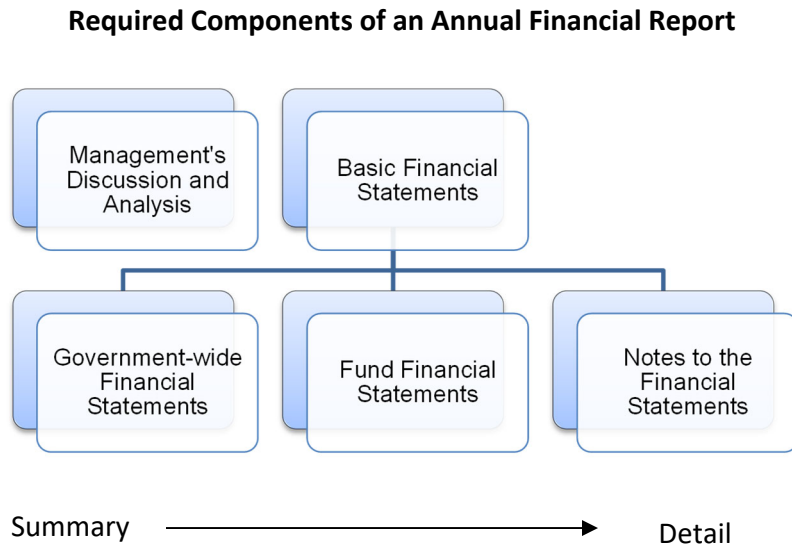 Required Components of an Annual Financial Report
Management's
Discussion and
Analysis
Basic Financial
Statements
Government-wide
Financial
Statements
Fund Financial
Statements
Notes to the
Financial
Statements
Summary
Detail